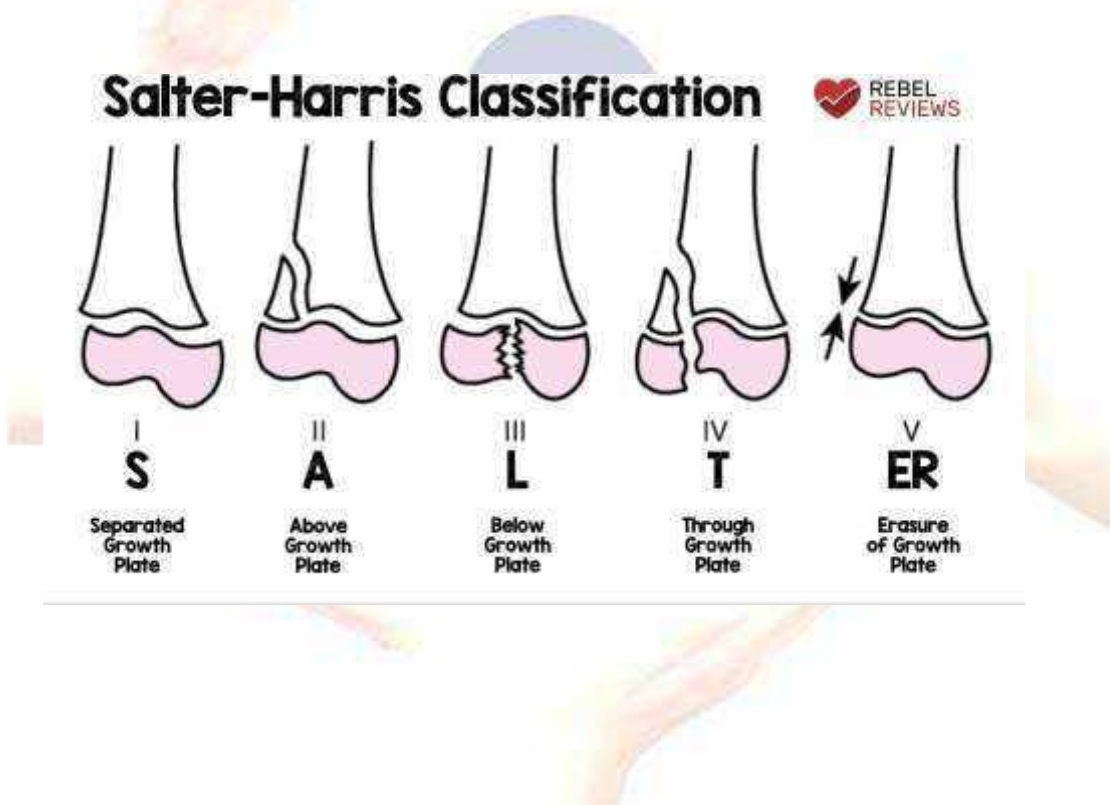 Salter-Harris Classification
REBEL
REVIEWS
I
S
Separated
Growth
Plate
II
A
Above
Growth
Plate
III
L
Below
Growth
Plate
IV
T
Through
Growth
Plate
V
ER
Erasure
of Growth
Plate